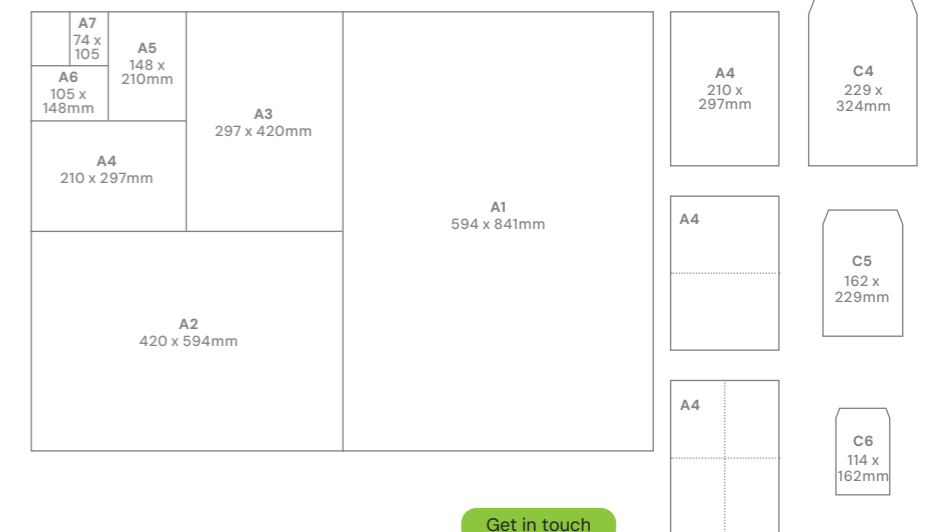 A7
74 x
105
A5
148 x
210mm
A6
105 x
148mm
A3
297 x 420mm
A4
210 x 297mm
A1
594 x 841mm
A2
420 x 594mm
A4
210 x
297mm
C4
229 x
324mm
A4
C5
162 x
229mm
A4
C6
114 x
162mm
Get in touch